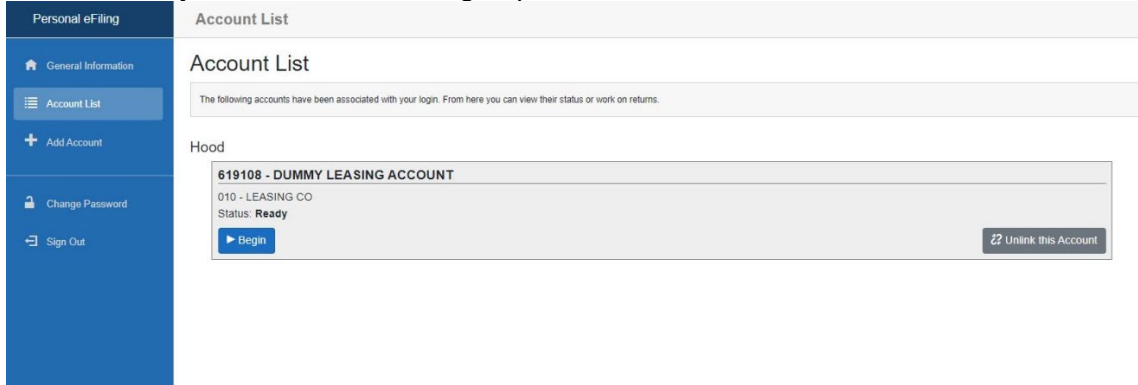 Personal eFiling
Account List
General Information
Account List
Add Account
Change Password
Sign Out
Account List
The following accounts have been associated with your login. From here you can view their status or work on returns.
Hood
619108 - DUMMY LEASING ACCOUNT
010 - LEASING CO
Status: Ready
Begin
Unlink this Account